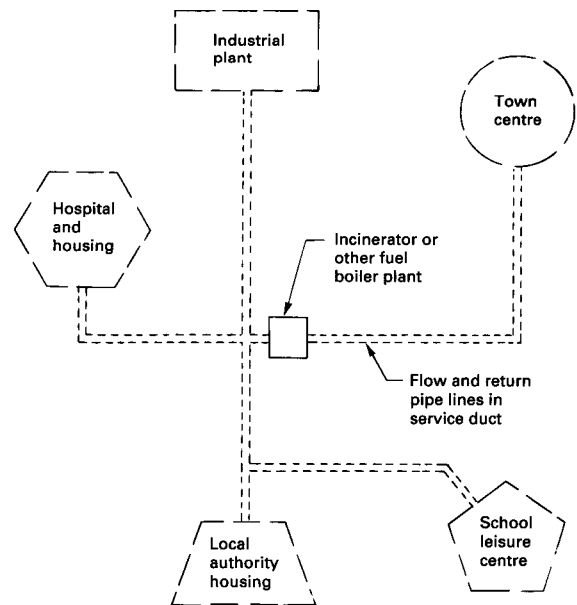 Industrial
plant
Town
centre
Hospital
and
housing
Incinerator or
other fuel
boiler plant
Flow and return
pipe lines in
service duct
Local
authority
housing
School
leisure
centre